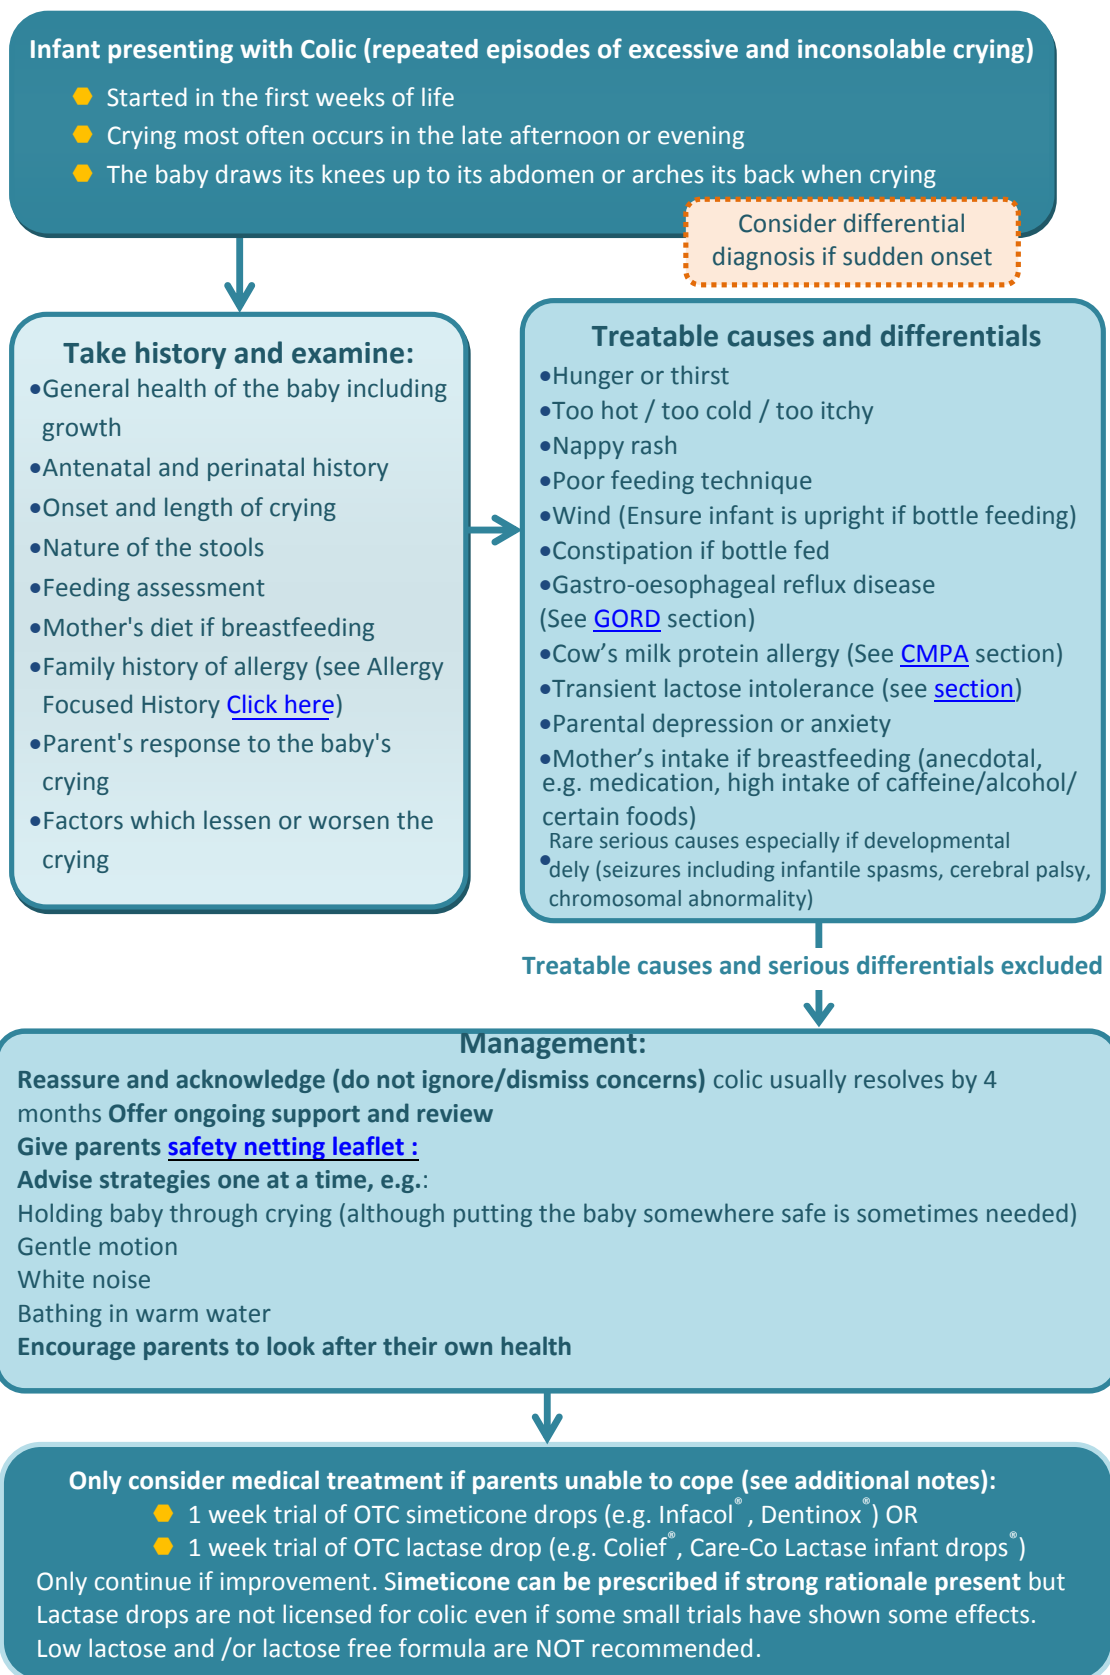 Infant presenting with Colic (repeated episodes of excessive and inconsolable crying)
Started in the first weeks of life
Crying most often occurs in the late afternoon or evening
The baby draws its knees up to its abdomen or arches its back when crying
Consider differential
diagnosis if sudden onset
Take history and examine:
•General health of the baby including
growth
•Antenatal and perinatal history
•Onset and length of crying
•Nature of the stools
•Feeding assessment
•Mother's diet if breastfeeding
•Family history of allergy (see Allergy
Focused History Click here)
•Parent's response to the baby's
crying
•Factors which lessen or worsen the
crying
Treatable causes and differentials
•Hunger or thirst
•Too hot / too cold / too itchy
•Nappy rash
•Poor feeding technique
•Wind (Ensure infant is upright if bottle feeding)
•Constipation if bottle fed
•Gastro-oesophageal reflux disease
(See GORD section)
•Cow’s milk protein allergy (See CMPA section)
•Transient lactose intolerance (see section)
•Parental depression or anxiety
•Mother’s intake if breastfeeding (anecdotal,
e.g. medication, high intake of caffeine/alcohol/
certain foods)
Rare serious causes especially if developmental
•dely (seizures including infantile spasms, cerebral palsy,
chromosomal abnormality)
Treatable causes and serious differentials excluded
Management:
Reassure and acknowledge (do not ignore/dismiss concerns) colic usually resolves by 4
months Offer ongoing support and review
Give parents safety netting leaflet :
Advise strategies one at a time, e.g.:
Holding baby through crying (although putting the baby somewhere safe is sometimes needed)
Gentle motion
White noise
Bathing in warm water
Encourage parents to look after their own health
Only consider medical treatment if parents unable to cope (see additional notes):
1 week trial of OTC simeticone drops (e.g. Infacol®, Dentinox®) OR
1 week trial of OTC lactase drop (e.g. Colief®, Care-Co Lactase infant drops®)
Only continue if improvement. Simeticone can be prescribed if strong rationale present but
Lactase drops are not licensed for colic even if some small trials have shown some effects.
Low lactose and /or lactose free formula are NOT recommended.